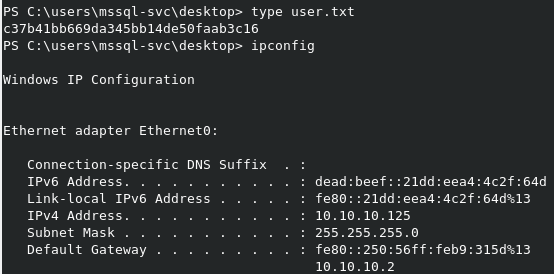 PS C:\users\mssql-svc\desktop> type user.txt
c37b41bb669da345bb14de50faab3c16
PS C:\users\mssql-svc\desktop> ipconfig
Windows IP Configuration
Ethernet adapter Ethernet0:
Connection-specific DNS Suffix  . :
IPv6 Address. . . . . . . . . . . : dead:beef::21dd:eea4:4c2f:64d
Link-local IPv6 Address . . . . . : fe80::21dd:eea4:4c2f:64d%13
IPv4 Address. . . . . . . . . . . : 10.10.10.125
Subnet Mask . . . . . . . . . . . : 255.255.255.0
Default Gateway . . . . . . . . . : fe80::250:56ff:feb9:315d%13
10.10.10.2